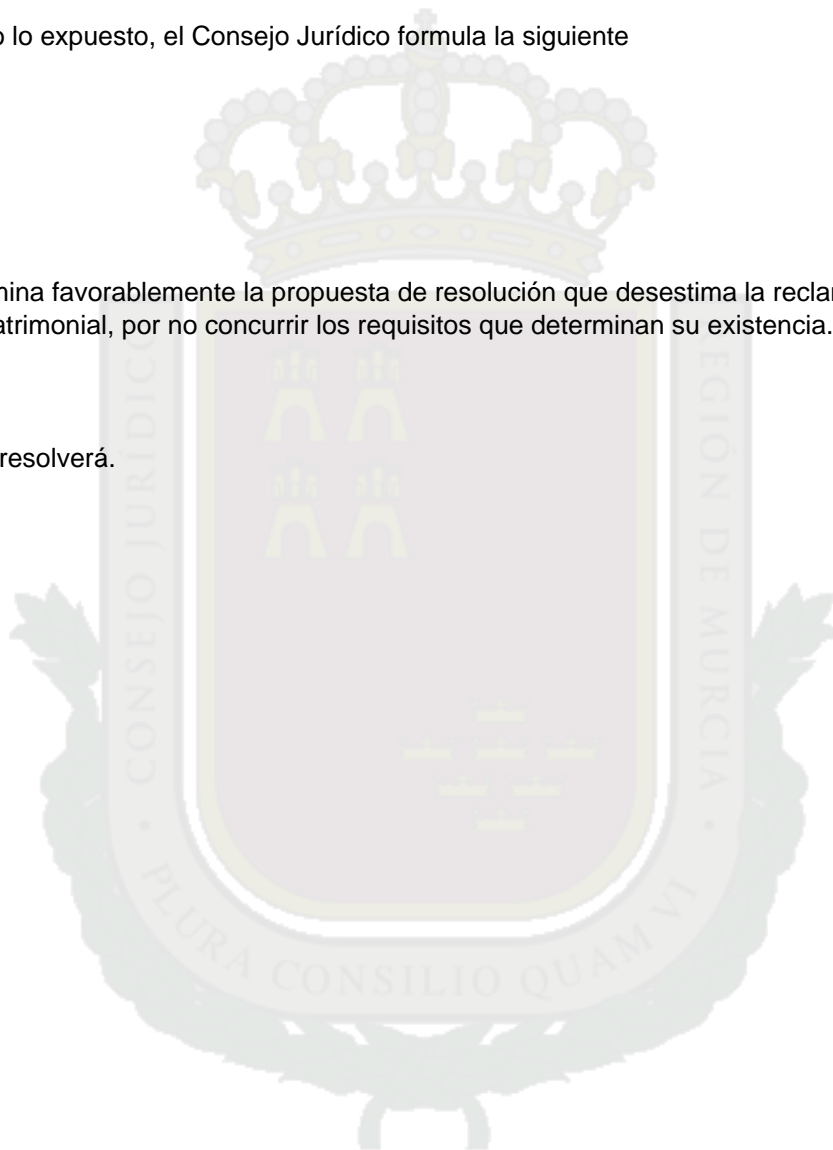 o lo expuesto, el Consejo Jurídico formula la siguiente
mina favorablemente la propuesta de resolución que desestima la reclar
atrimonial, por no concurrir los requisitos que determinan su existencia.
resolverá.
CONSEJO JURÍDICO
REGIÓN DE MURCIA
PLURA CONSILIO QUAM VI